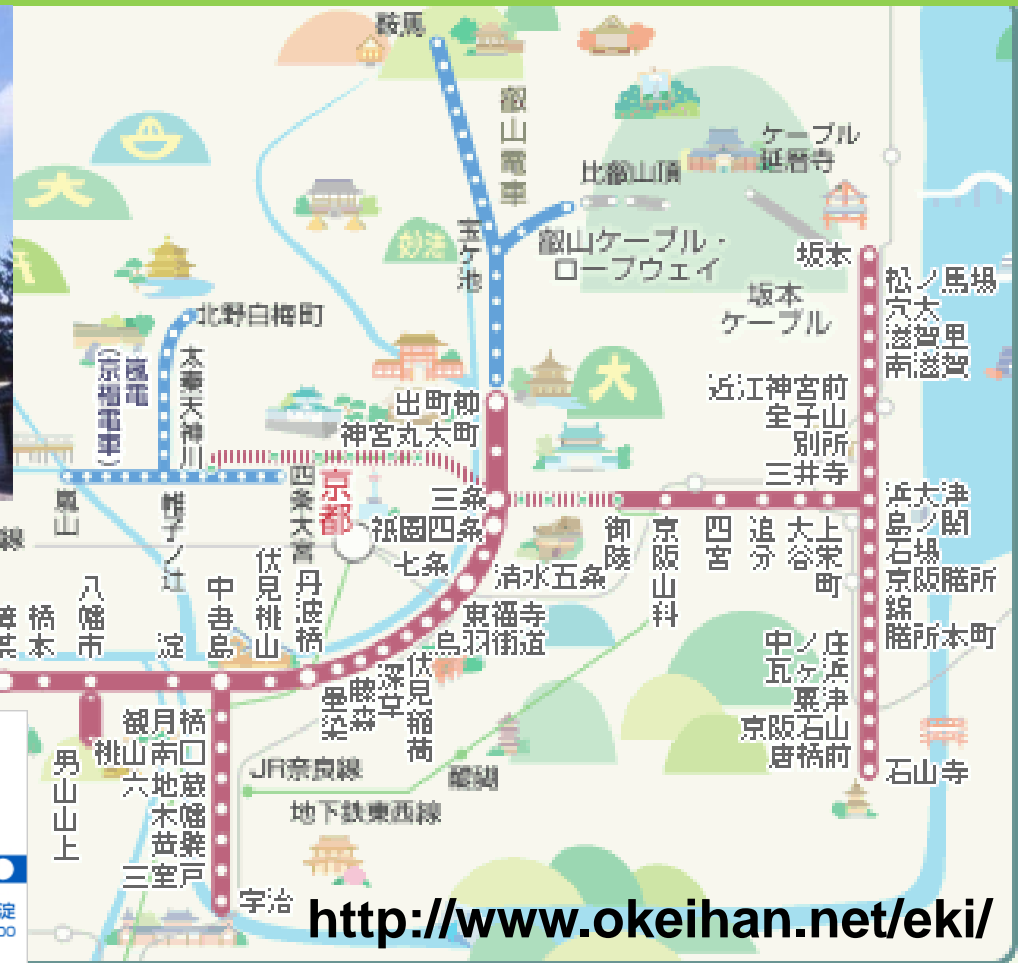 鞍馬
叡山電車
ケーブル
延暦寺
比叡山頂
宝ケ池
妙法
叡山ケーブル・
ロープウェイ
坂本
松ノ馬場
穴太
滋賀里
南滋賀
坂本
ケーブル
大
北野白梅町
嵐電
(京福電車)
太秦天神川
大
近江神宮前
皇子山
別所
三井寺
出町柳
神宮丸太町
三条
京都
祇園四条
七条
清水五条
東福寺
鳥羽街道
嵐山
帷子ノ辻
四条大宮
御陵
京阪山科
四宮
追分
大谷
上栄町
浜大津
島ノ関
石場
京阪膳所
錦
膳所本町
線
橋本
八幡市
淀
中書島
伏見桃山
丹波橋
墨染
藤森
深草
伏見稲荷
中ノ庄
瓦ヶ浜
粟津
京阪石山
唐橋前
石山寺
観月橋
桃山南口
六地蔵
木幡
黄檗
三室戸
宇治
男山山上
JR奈良線
醍醐
地下鉄東西線
淀
http://www.okeihan.net/eki/